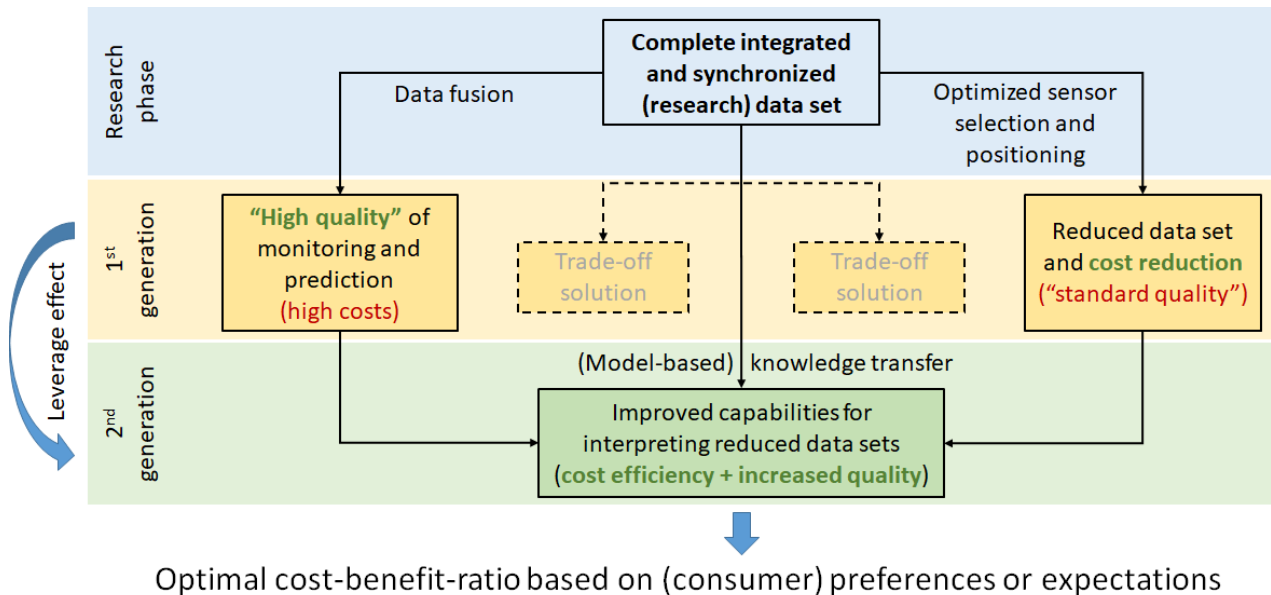 Research
phase
Complete integrated
and synchronized
(research) data set
Data fusion
Optimized sensor
selection and
positioning
1st
generation
“High quality” of
monitoring and
prediction
(high costs)
Trade-off
solution
Trade-off
solution
Reduced data set
and cost reduction
(“standard quality”)
Leverage effect
2nd
generation
(Model-based) knowledge transfer
Improved capabilities for
interpreting reduced data sets
(cost efficiency + increased quality)
Optimal cost-benefit-ratio based on (consumer) preferences or expectations